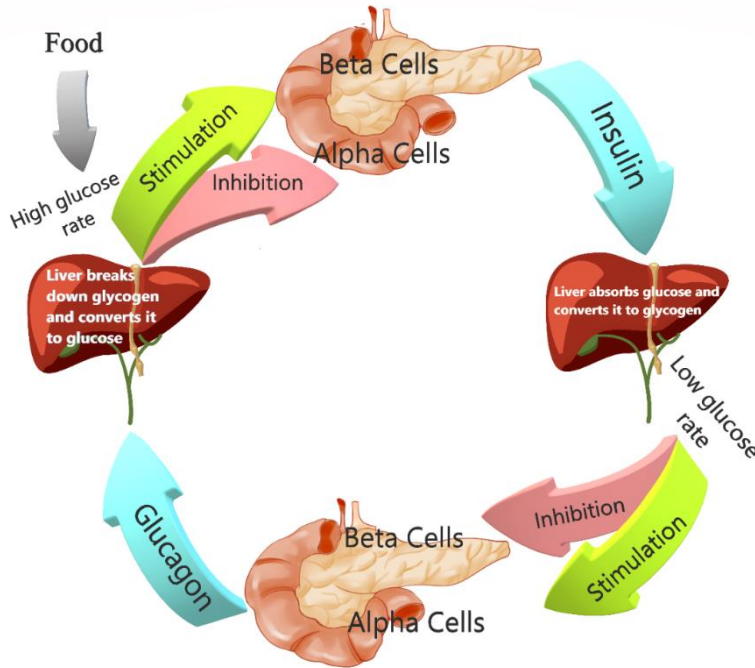 Food
Beta Cells
Alpha Cells
Stimulation
Inhibition
High glucose
rate
Insulin
Liver breaks
down glycogen
and converts it
to glucose
Liver absorbs glucose and
converts it to glycogen
Low glucose
rate
Inhibition
Stimulation
Beta Cells
Alpha Cells
Glucagon